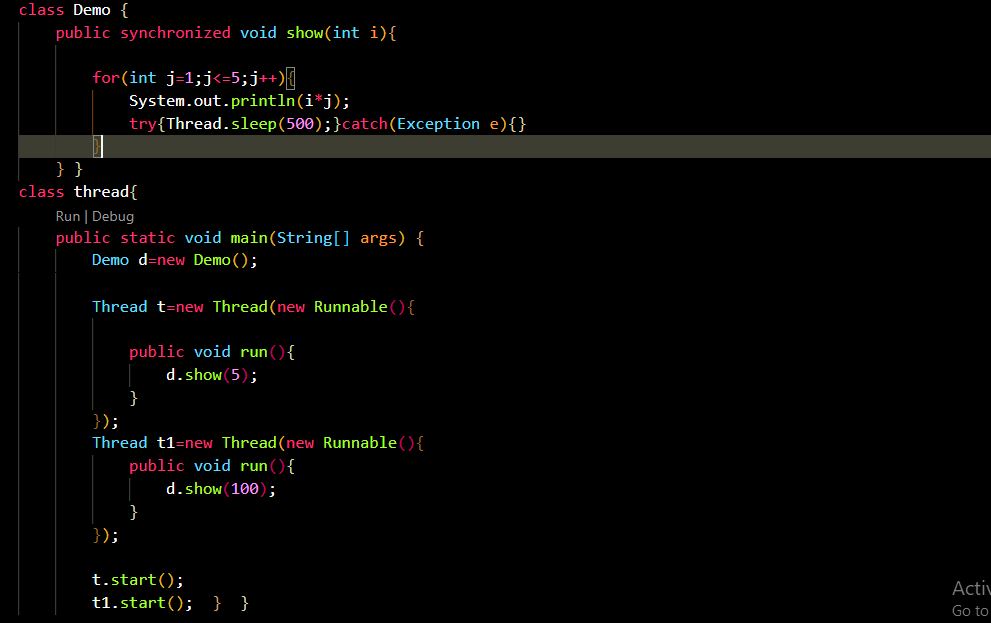 class Demo {
    public synchronized void show(int i){

        for(int j=1;j<=5;j++){
            System.out.println(i*j);
            try{Thread.sleep(500);}catch(Exception e){}
        }
    } }
class thread{
    Run | Debug
    public static void main(String[] args) {
        Demo d=new Demo();

        Thread t=new Thread(new Runnable(){

            public void run(){
                d.show(5);
            }
        });
        Thread t1=new Thread(new Runnable(){
            public void run(){
                d.show(100);
            }
        });

        t.start();
        t1.start();  }  }
Go to